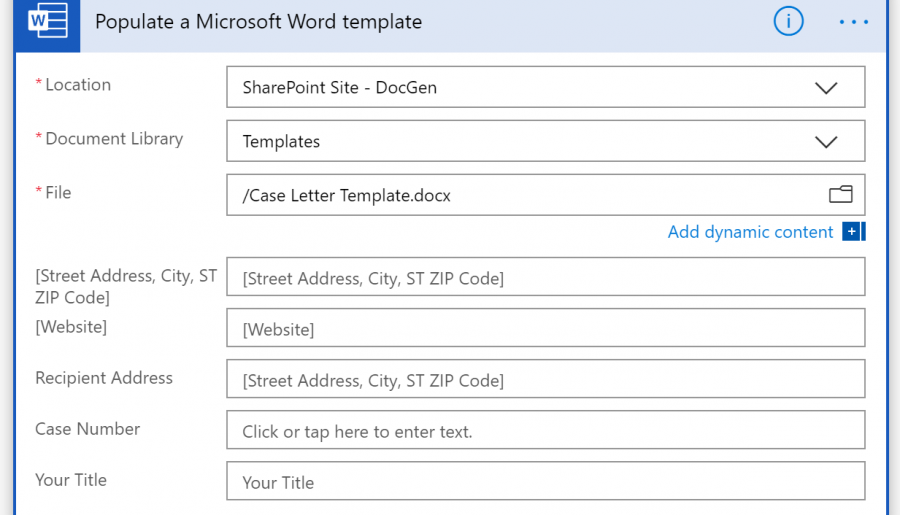 W Populate a Microsoft Word template i
* Location SharePoint Site - DocGen
* Document Library Templates
* File /Case Letter Template.docx
Add dynamic content
[Street Address, City, ST
ZIP Code] [Street Address, City, ST ZIP Code]
[Website] [Website]
Recipient Address [Street Address, City, ST ZIP Code]
Case Number Click or tap here to enter text.
Your Title Your Title